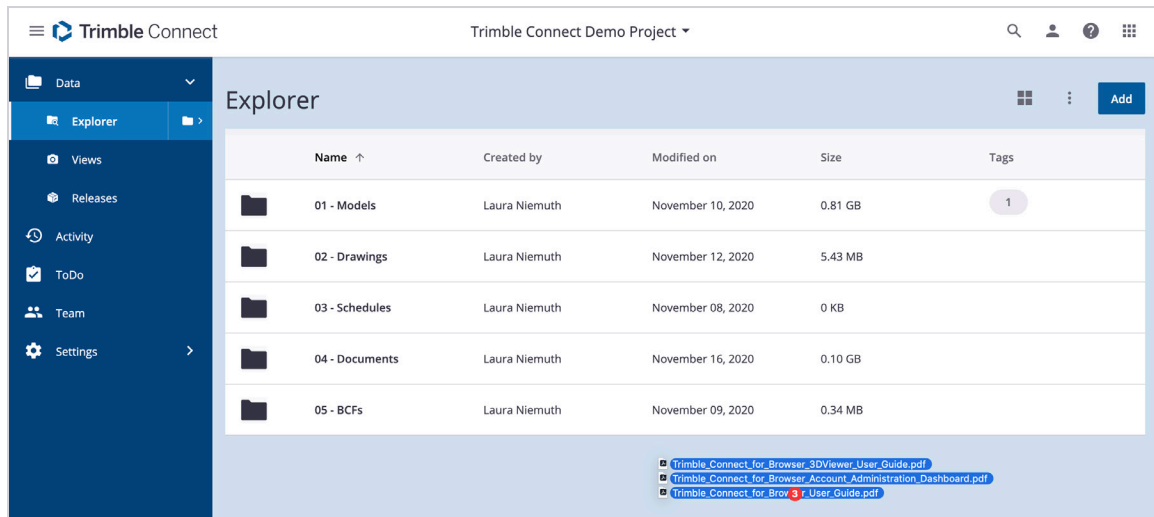 Trimble Connect
Trimble Connect Demo Project
Data
Explorer
Views
Releases
Activity
ToDo
Team
Settings
Explorer
Add
Name Created by Modified on Size Tags
01 - Models Laura Niemuth November 10, 2020 0.81 GB 1
02 - Drawings Laura Niemuth November 12, 2020 5.43 MB
03 - Schedules Laura Niemuth November 08, 2020 0 KB
04 - Documents Laura Niemuth November 16, 2020 0.10 GB
05 - BCFs Laura Niemuth November 09, 2020 0.34 MB
Trimble_Connect_for_Browser_3DViewer_User_Guide.pdf
Trimble_Connect_for_Browser_Account_Administration_Dashboard.pdf
Trimble_Connect_for_Browser_User_Guide.pdf
3